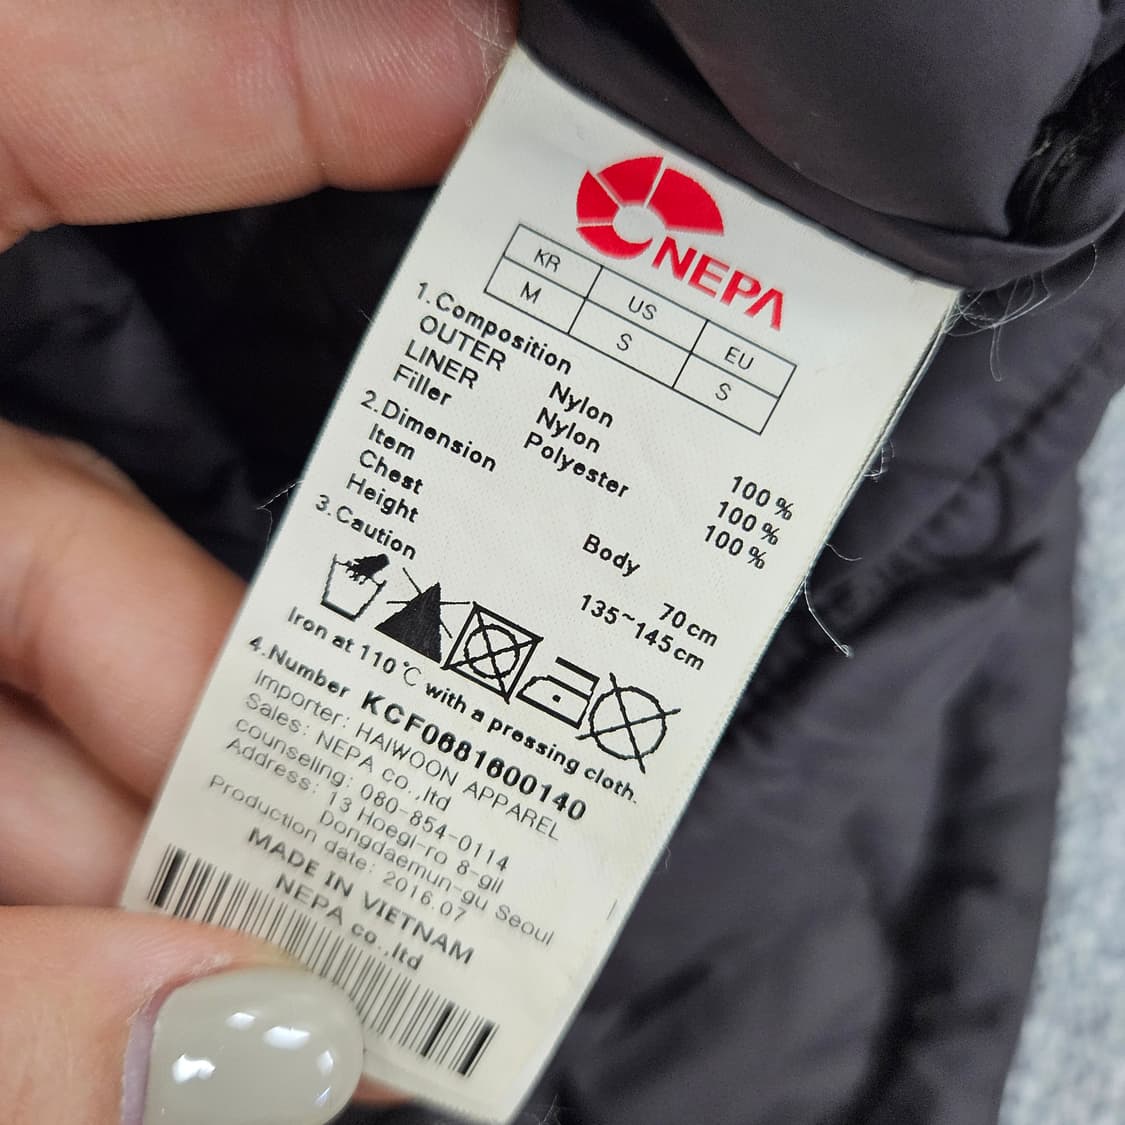 NEPA
KR US EU
M S S
1.Composition
OUTER Nylon 100 %
LINER Nylon 100 %
Filler Polyester 100 %
2.Dimension
Item Body
Chest 70 cm
Height 135~145 cm
3.Caution
Iron at 110 ℃ with a pressing cloth.
4.Number KCF0681600140
Importer: HAIWOON APPAREL
Sales: NEPA co.,ltd
counseling: 080-854-0114
Address: 13 Hoegi-ro 8-gil
Dongdaemun-gu Seoul
Production date: 2016.07
MADE IN VIETNAM
NEPA co.,ltd